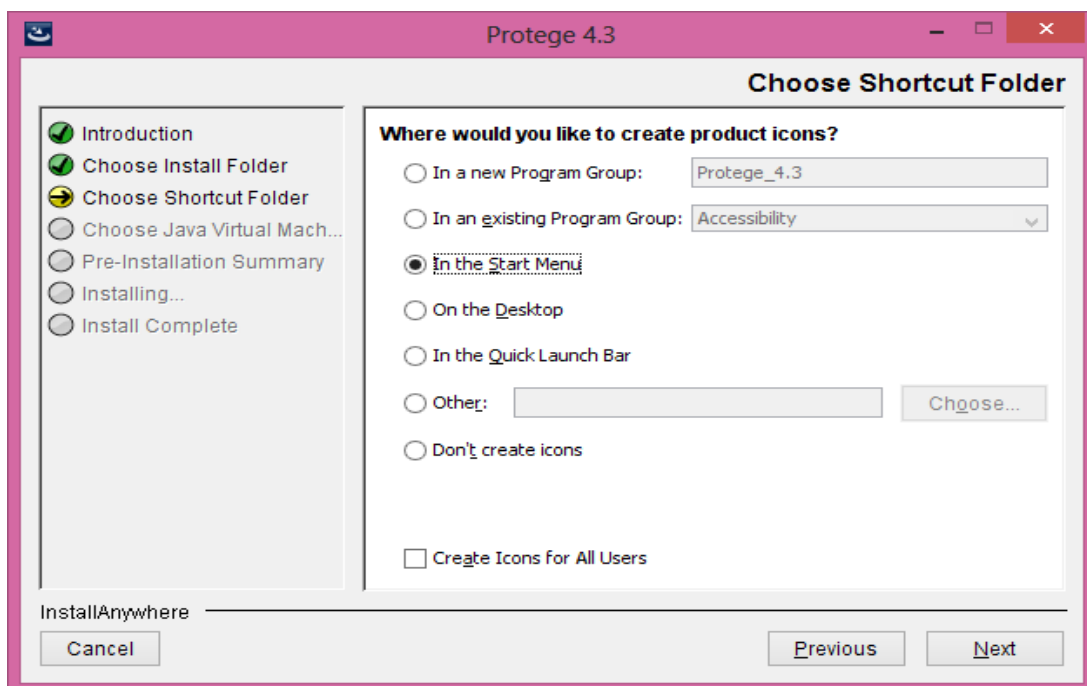 Protege 4.3
Choose Shortcut Folder
Introduction
Choose Install Folder
Choose Shortcut Folder
Choose Java Virtual Mach...
Pre-Installation Summary
Installing...
Install Complete
Where would you like to create product icons?
In a new Program Group: Protege_4.3
In an existing Program Group: Accessibility
In the Start Menu
On the Desktop
In the Quick Launch Bar
Other: Choose...
Don't create icons
Create Icons for All Users
InstallAnywhere
Cancel Previous Next